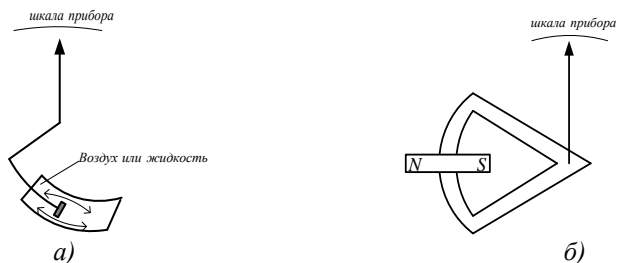 шкала прибора
Воздух или жидкость
а)
шкала прибора
N S
б)